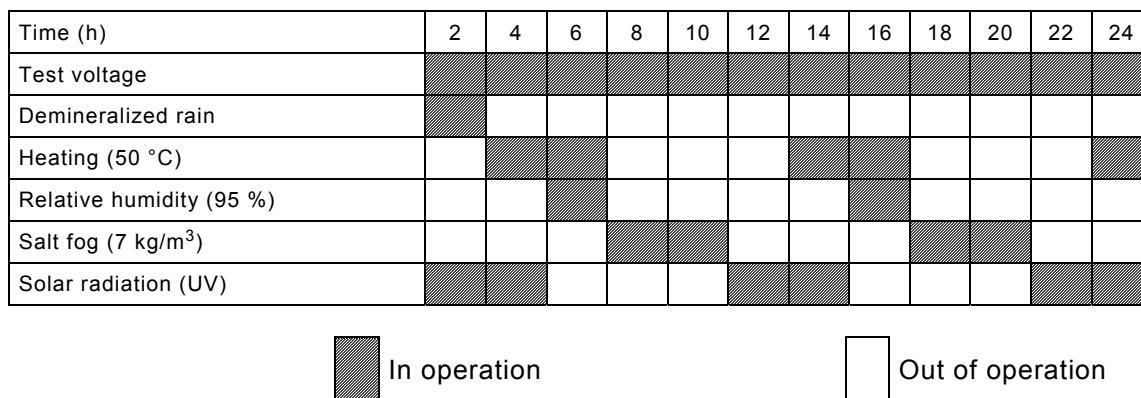 Time (h) 2 4 6 8 10 12 14 16 18 20 22 24
Test voltage
Demineralized rain
Heating (50 °C)
Relative humidity (95 %)
Salt fog (7 kg/m³)
Solar radiation (UV)
In operation Out of operation